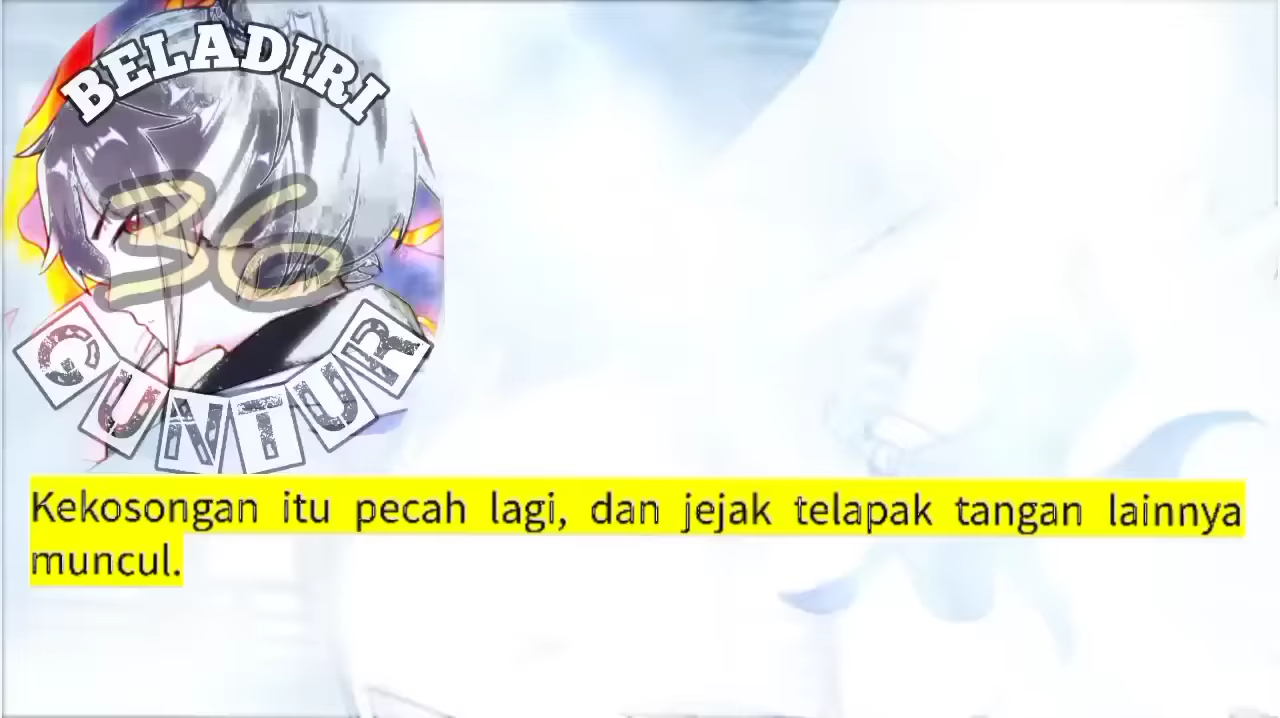 BELADIRI
36
GUNTUR
Kekosongan itu pecah lagi, dan jejak telapak tangan lainnya
muncul.